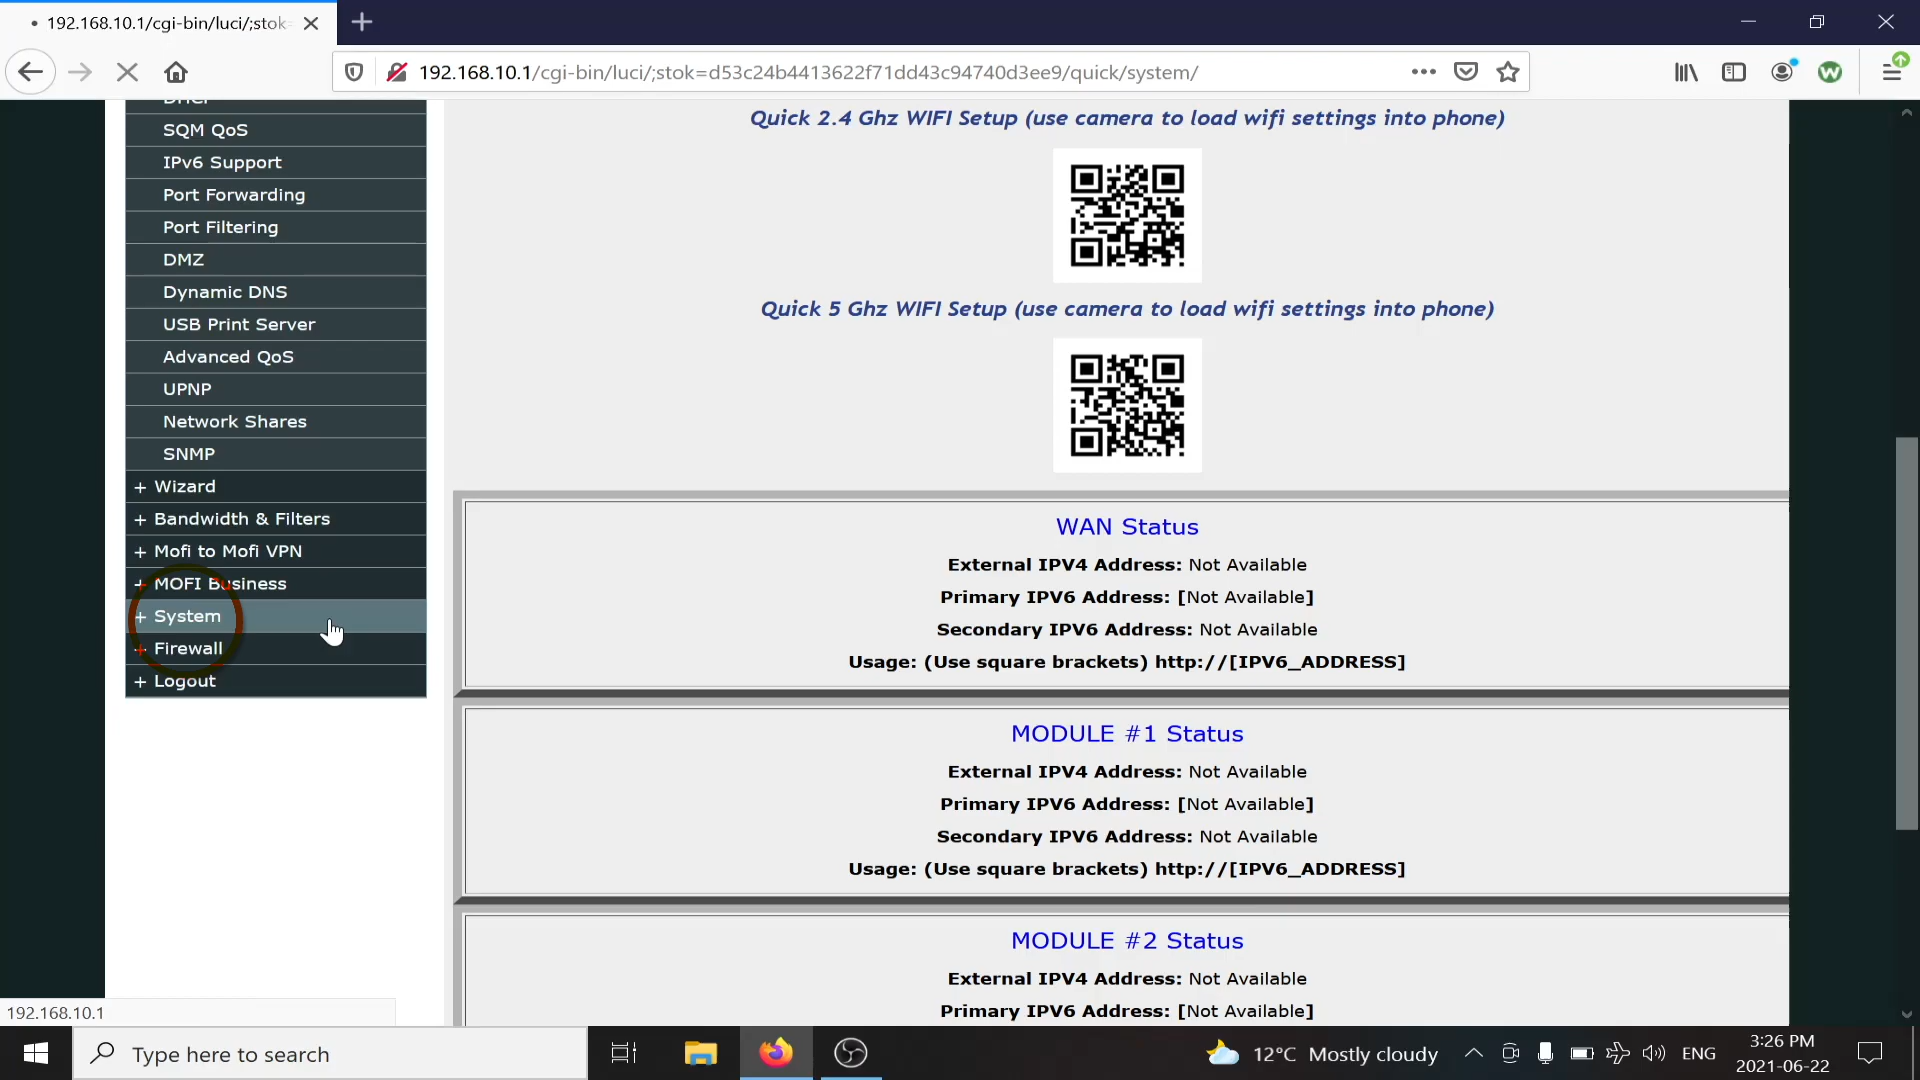 192.168.10.1/cgi-bin/luci/;stok=
192.168.10.1/cgi-bin/luci/;stok=d53c24b4413622f71dd43c94740d3ee9/quick/system/
DHCP
SQM QoS
IPv6 Support
Port Forwarding
Port Filtering
DMZ
Dynamic DNS
USB Print Server
Advanced QoS
UPNP
Network Shares
SNMP
+ Wizard
+ Bandwidth & Filters
+ Mofi to Mofi VPN
+ MOFI Business
+ System
+ Firewall
+ Logout
Quick 2.4 Ghz WIFI Setup (use camera to load wifi settings into phone)
Quick 5 Ghz WIFI Setup (use camera to load wifi settings into phone)
WAN Status
External IPV4 Address: Not Available
Primary IPV6 Address: [Not Available]
Secondary IPV6 Address: Not Available
Usage: (Use square brackets) http://[IPV6_ADDRESS]
MODULE #1 Status
External IPV4 Address: Not Available
Primary IPV6 Address: [Not Available]
Secondary IPV6 Address: Not Available
Usage: (Use square brackets) http://[IPV6_ADDRESS]
MODULE #2 Status
External IPV4 Address: Not Available
Primary IPV6 Address: [Not Available]
192.168.10.1
Type here to search
12°C Mostly cloudy
ENG
3:26 PM
2021-06-22